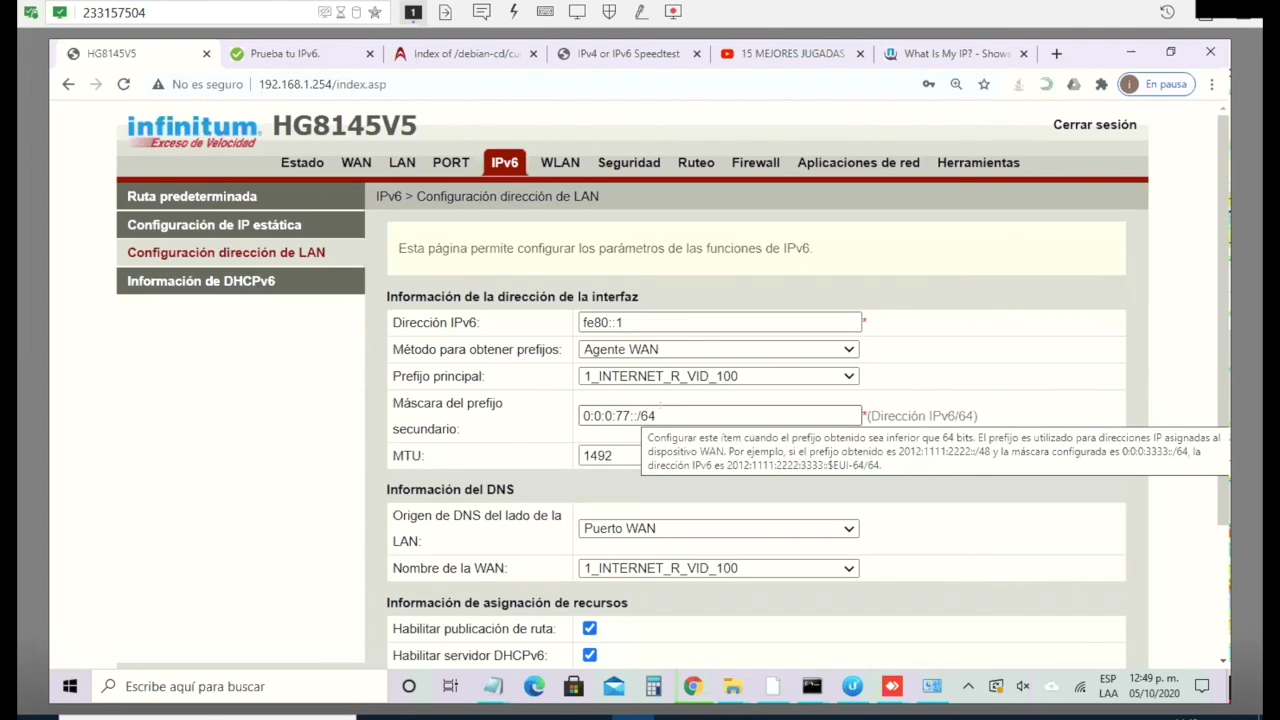 233157504
1
HG8145V5
Prueba tu IPv6.
Index of /debian-cd/cu
IPv4 or IPv6 Speedtest
15 MEJORES JUGADAS
What Is My IP? - Shows
No es seguro
192.168.1.254/index.asp
i
En pausa
infinitum.
Exceso de Velocidad
HG8145V5
Cerrar sesión
Estado WAN LAN PORT IPv6 WLAN Seguridad Ruteo Firewall Aplicaciones de red Herramientas
Ruta predeterminada
Configuración de IP estática
Configuración dirección de LAN
Información de DHCPv6
IPv6 > Configuración dirección de LAN
Esta página permite configurar los parámetros de las funciones de IPv6.
Información de la dirección de la interfaz
Dirección IPv6: fe80::1 *
Método para obtener prefijos: Agente WAN
Prefijo principal: 1_INTERNET_R_VID_100
Máscara del prefijo
secundario: 0:0:0:77::/64 *(Dirección IPv6/64)
Configurar este ítem cuando el prefijo obtenido sea inferior que 64 bits. El prefijo es utilizado para direcciones IP asignadas al
dispositivo WAN. Por ejemplo, si el prefijo obtenido es 2012:1111:2222::/48 y la máscara configurada es 0:0:0:3333::/64, la
dirección IPv6 es 2012:1111:2222:3333::$EUI-64/64.
MTU: 1492
Información del DNS
Origen de DNS del lado de la
LAN: Puerto WAN
Nombre de la WAN: 1_INTERNET_R_VID_100
Información de asignación de recursos
Habilitar publicación de ruta:
Habilitar servidor DHCPv6:
Escribe aquí para buscar
ESP
LAA
12:49 p. m.
05/10/2020